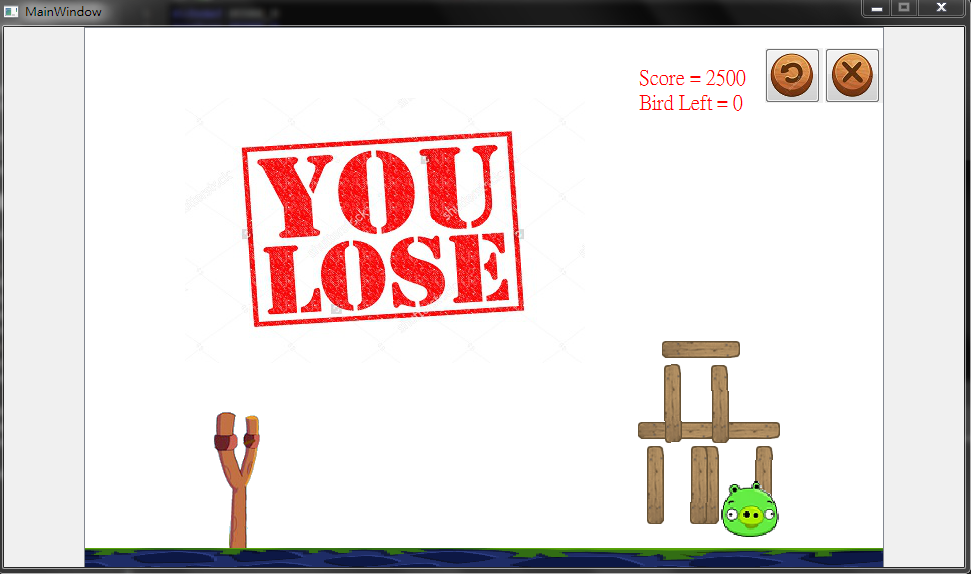 MainWindow
Score = 2500
Bird Left = 0
YOU
LOSE